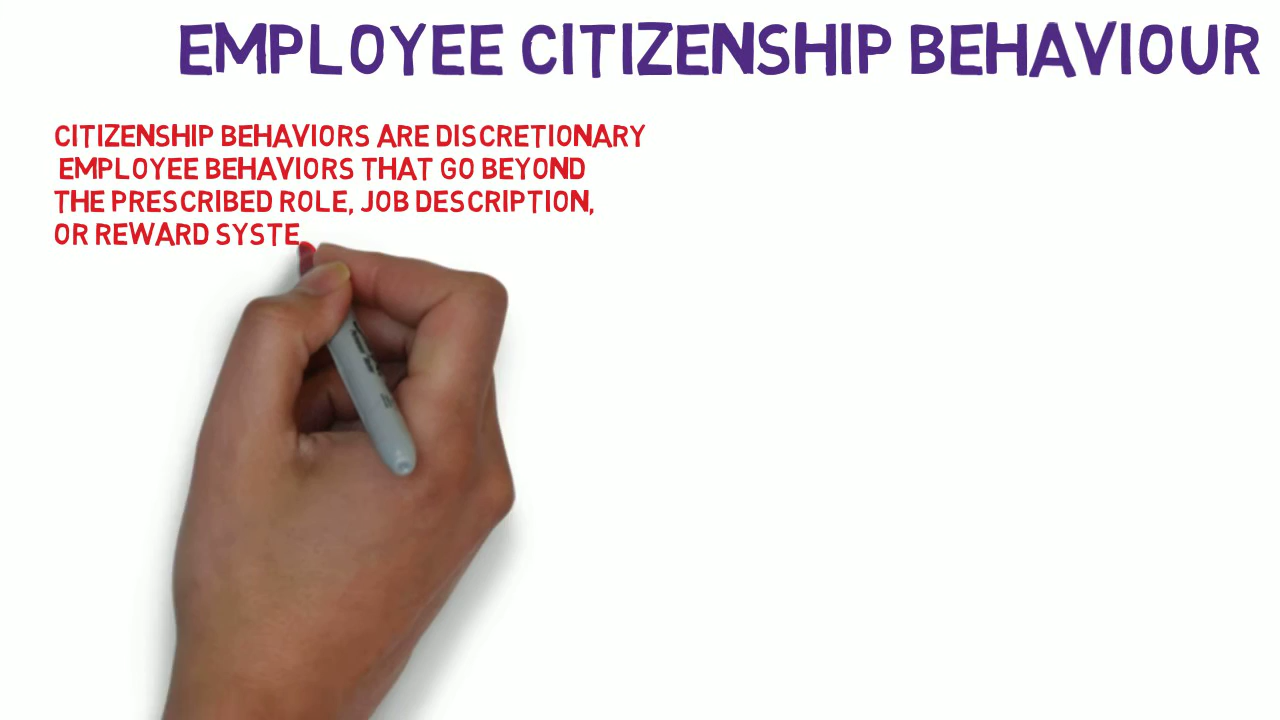 EMPLOYEE CITIZENSHIP BEHAVIOUR
CITIZENSHIP BEHAVIORS ARE DISCRETIONARY
EMPLOYEE BEHAVIORS THAT GO BEYOND
THE PRESCRIBED ROLE, JOB DESCRIPTION,
OR REWARD SYSTE